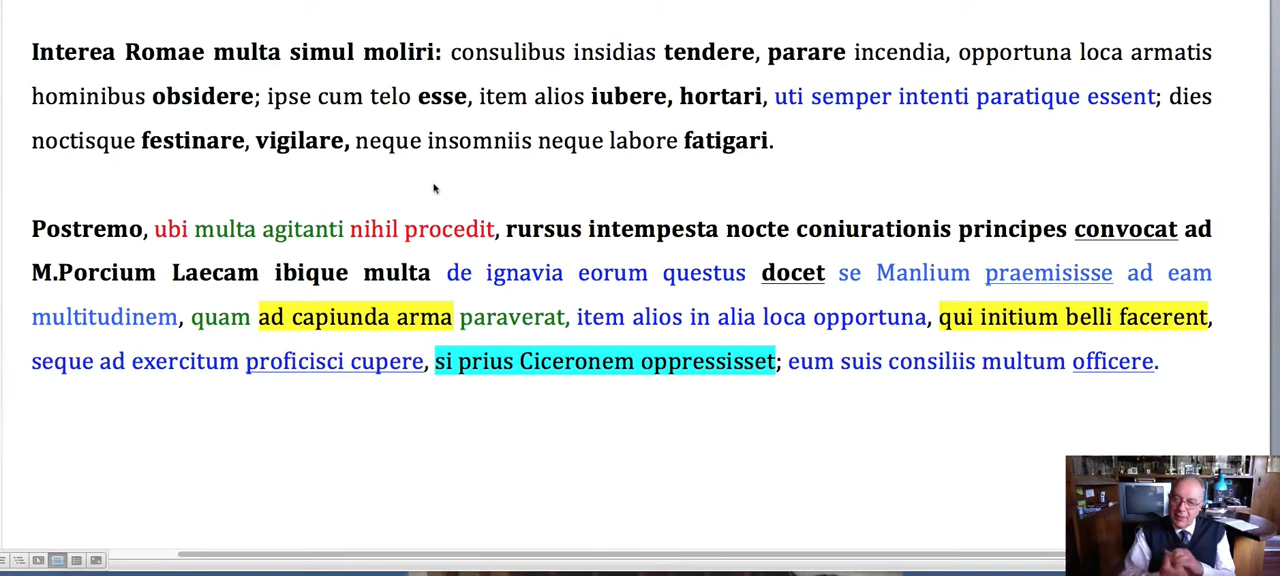 Interea Romae multa simul moliri: consulibus insidias tendere, parare incendia, opportuna loca armatis
hominibus obsidere; ipse cum telo esse, item alios iubere, hortari, uti semper intenti paratique essent; dies
noctisque festinare, vigilare, neque insomniis neque labore fatigari.
Postremo, ubi multa agitanti nihil procedit, rursus intempesta nocte coniurationis principes convocat ad
M.Porcium Laecam ibique multa de ignavia eorum questus docet se Manlium praemisisse ad eam
multitudinem, quam ad capiunda arma paraverat, item alios in alia loca opportuna, qui initium belli facerent,
seque ad exercitum proficisci cupere, si prius Ciceronem oppressisset; eum suis consiliis multum officere.